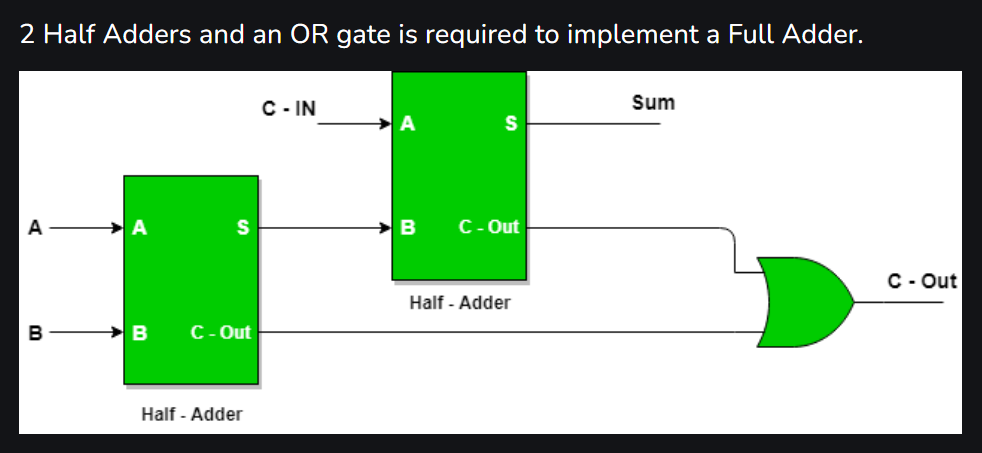 2 Half Adders and an OR gate is required to implement a Full Adder.
C - IN
Sum
A
S
A
A
S
B
C - Out
C - Out
Half - Adder
B
B
C - Out
Half - Adder